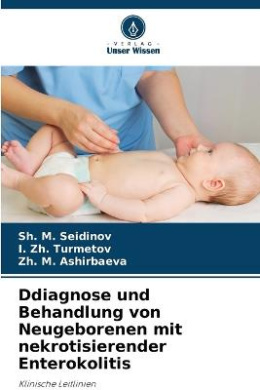 VERLAG
Unser Wissen
Sh. M. Seidinov
I. Zh. Turmetov
Zh. M. Ashirbaeva
Ddiagnose und
Behandlung von
Neugeborenen mit
nekrotisierender
Enterokolitis
Klinische Leitlinien